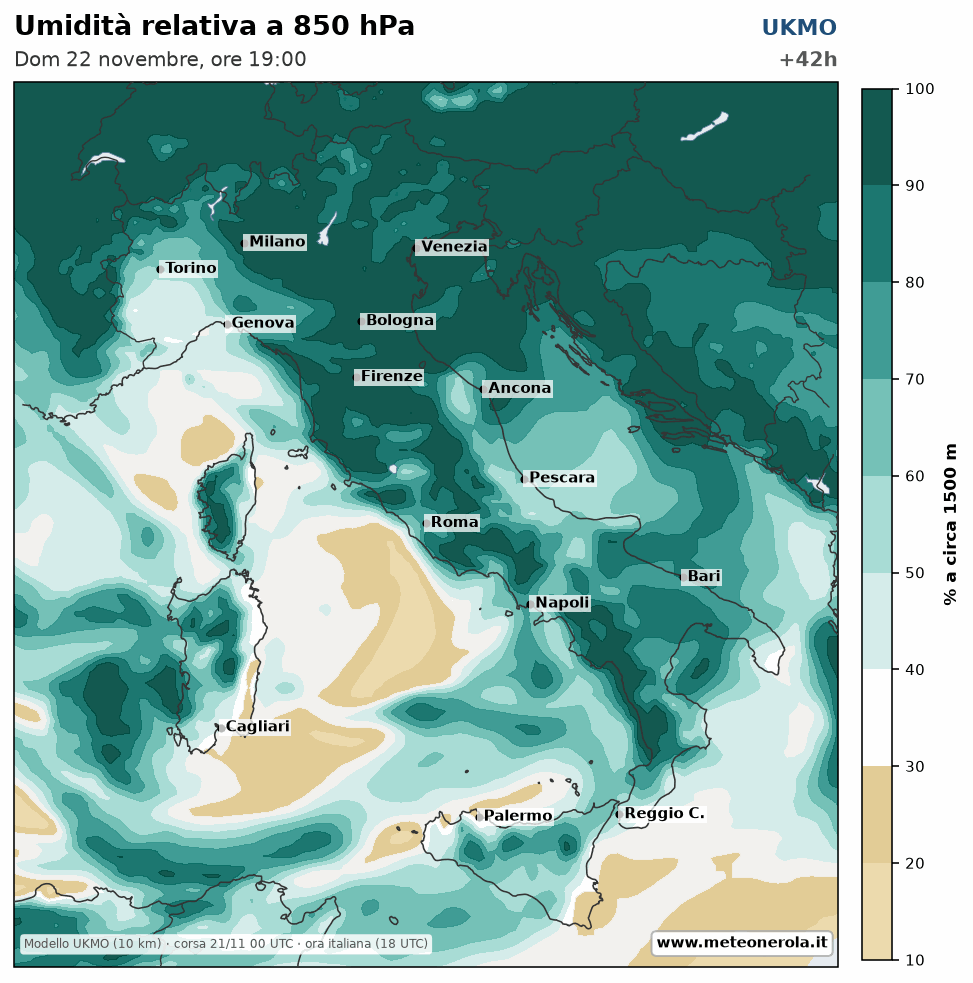 Umidità relativa a 850 hPa
UKMO
Dom 22 novembre, ore 19:00
+42h
100
90
80
70
60
50
40
30
20
10
% a circa 1500 m
Milano
Venezia
Torino
Genova
Bologna
Firenze
Ancona
Pescara
Roma
Bari
Napoli
Cagliari
Palermo
Reggio C.
Modello UKMO (10 km) · corsa 21/11 00 UTC · ora italiana (18 UTC)
www.meteonerola.it